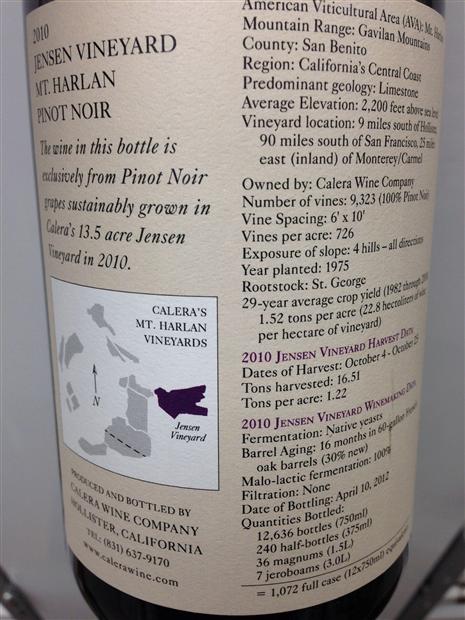 2010
JENSEN VINEYARD
MT. HARLAN
PINOT NOIR
The wine in this bottle is
exclusively from Pinot Noir
grapes sustainably grown in
Calera's 13.5 acre Jensen
Vineyard in 2010.
CALERA'S
MT. HARLAN
VINEYARDS
N
Jensen
Vineyard
PRODUCED AND BOTTLED BY
CALERA WINE COMPANY
HOLLISTER, CALIFORNIA
TEL: (831) 637-9170
www.calerawine.com
American Viticultural Area (AVA): Mt.
Mountain Range: Gavilan Mountains
County: San Benito
Region: California's Central Coast
Predominant geology: Limestone
Average Elevation: 2,200 feet above sea
Vineyard location: 9 miles south of
90 miles south of San Francisco, 25 miles
east (inland) of Monterey/Carmel
Owned by: Calera Wine Company
Number of vines: 9,323 (100% Pinot Noir)
Vine Spacing: 6' x 10'
Vines per acre: 726
Exposure of slope: 4 hills – all directions
Year planted: 1975
Rootstock: St. George
29-year average crop yield (1982 through
1.52 tons per acre (22.8 hectoliters of
per hectare of vineyard)
2010 JENSEN VINEYARD HARVEST DATA
Dates of Harvest: October 4 - October 25
Tons harvested: 16.51
Tons per acre: 1.22
2010 JENSEN VINEYARD WINEMAKING DATA
Fermentation: Native yeasts
Barrel Aging: 16 months in 60-gallon French
oak barrels (30% new)
Malo-lactic fermentation: 100%
Filtration: None
Date of Bottling: April 10, 2012
Quantities Bottled:
12,636 bottles (750ml)
240 half-bottles (375ml)
36 magnums (1.5L)
7 jeroboams (3.0L)
= 1,072 full case (12x750ml)